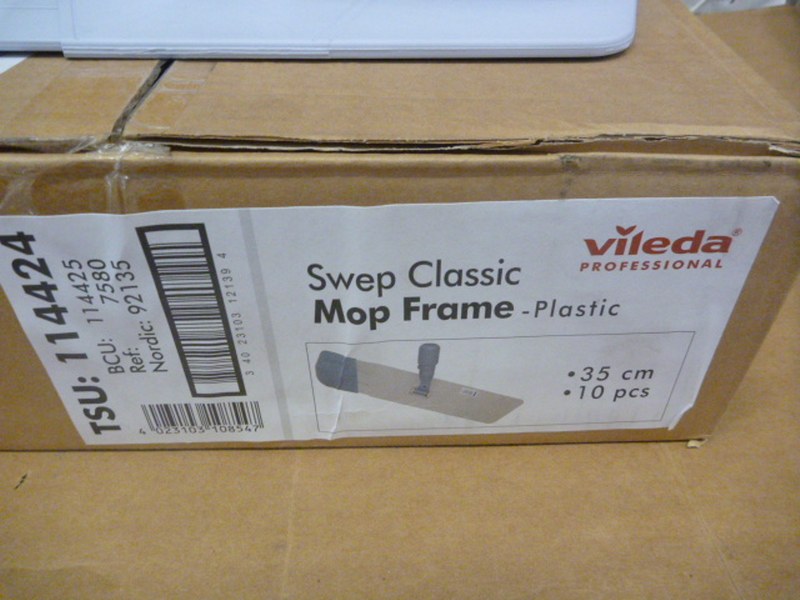 TSU: 114424
BCU: 114425
Ref: 7580
Nordic: 92135
3 40 23103 12139 4
4 023103 108547
vileda®
PROFESSIONAL
Swep Classic
Mop Frame - Plastic
• 35 cm
• 10 pcs